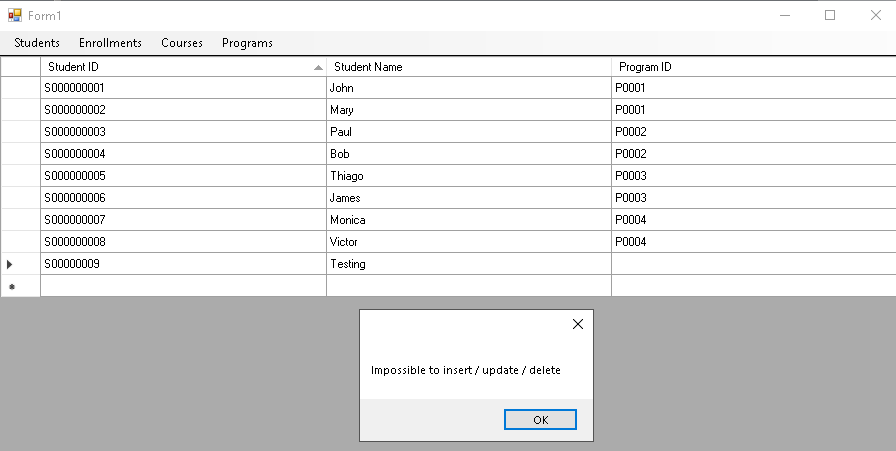 Form1
Students Enrollments Courses Programs
Student ID Student Name Program ID
S000000001 John P0001
S000000002 Mary P0001
S000000003 Paul P0002
S000000004 Bob P0002
S000000005 Thiago P0003
S000000006 James P0003
S000000007 Monica P0004
S000000008 Victor P0004
S00000009 Testing
Impossible to insert / update / delete
OK